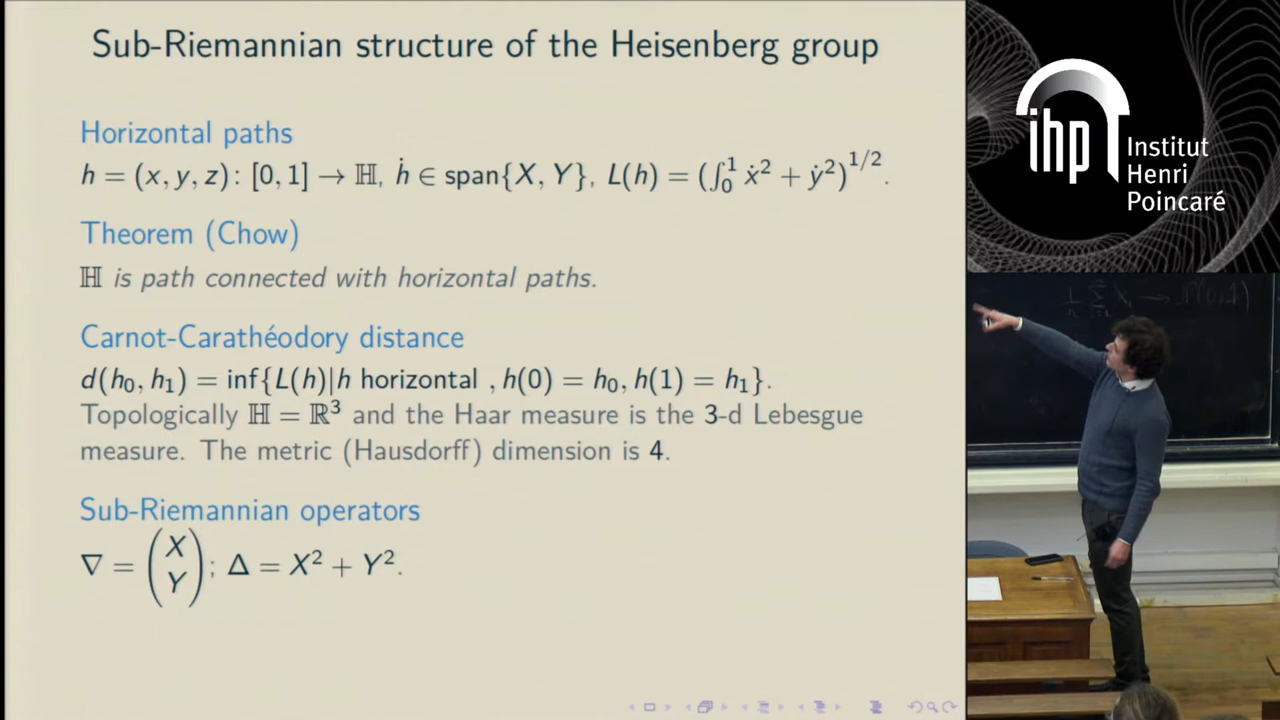 Sub-Riemannian structure of the Heisenberg group
Horizontal paths
h = (x, y, z): [0, 1] → ℍ, ḣ ∈ span{X, Y}, L(h) = (∫₀¹ ẋ² + ẏ²)^{1/2}.
Theorem (Chow)
ℍ is path connected with horizontal paths.
Carnot-Carathéodory distance
d(h₀, h₁) = inf{L(h)|h horizontal , h(0) = h₀, h(1) = h₁}.
Topologically ℍ = ℝ³ and the Haar measure is the 3-d Lebesgue
measure. The metric (Hausdorff) dimension is 4.
Sub-Riemannian operators
∇ = (X Y); Δ = X² + Y².
ihp
Institut
Henri
Poincaré